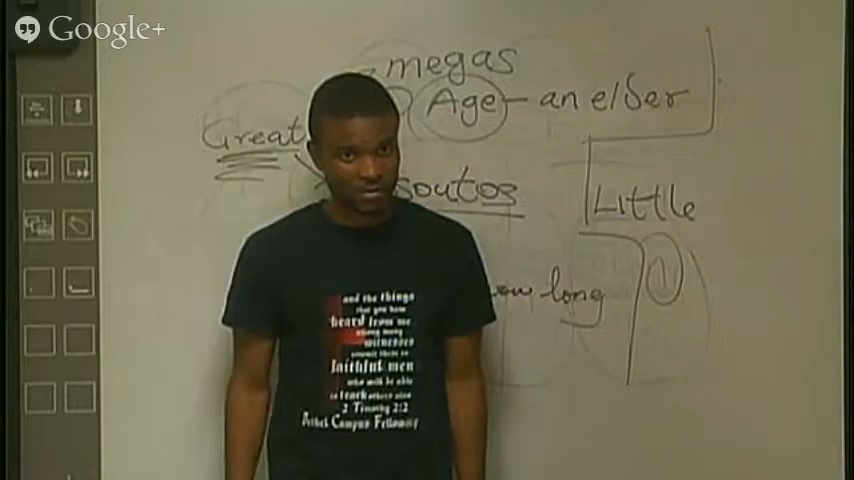 Google+
megas
Age - an elder
Great
soutos
Little
how long
1
and the things
that you have
heard from me
among many
witnesses
commit these to
faithful men
who will be able
to teach others also
2 Timothy 2:2
Bethel Campus Fellowship